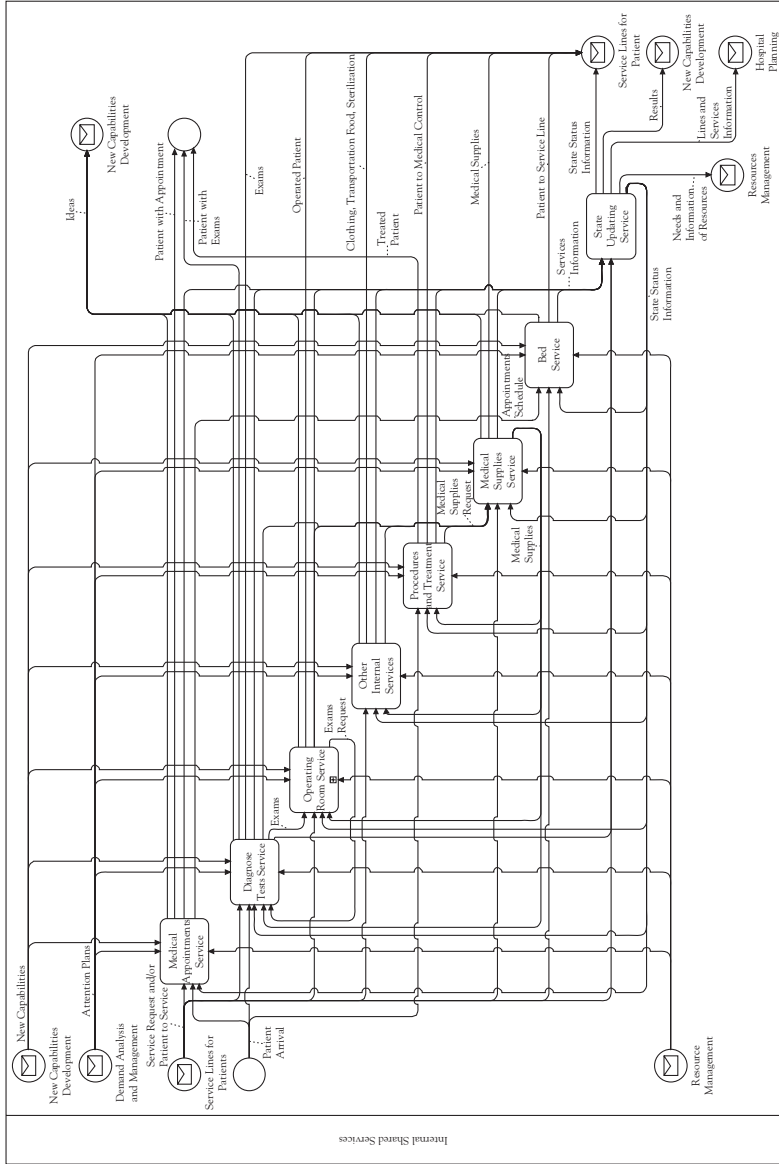 Internal Shared Services
New Capabilities
Development
New Capabilities
Demand Analysis
and Management
Attention Plans
Service Lines for
Patients
Service Request and/or
Patient to Service
Patient
Arrival
Resource
Management
Medical
Appointments
Service
Diagnose
Tests Service
Exams
Operating
Room Service
Exams
Request
Other
Internal
Services
Procedures
and Treatment
Service
Medical
Supplies
Request
Medical
Supplies
Service
Medical
Supplies
Appointments
Schedule
Bed
Service
Services
Information
State
Updating
Service
State Status
Information
Ideas
New Capabilities
Development
Patient with Appointment
Patient with
Exams
Exams
Operated Patient
Clothing, Transportation Food, Sterilization
Treated
Patient
Patient to Medical Control
Medical Supplies
Patient to Service Line
State Status
Information
Results
Lines and
Services
Information
Needs and
Information
of Resources
Service Lines for
Patient
New Capabilities
Development
Hospital
Planning
Resources
Management